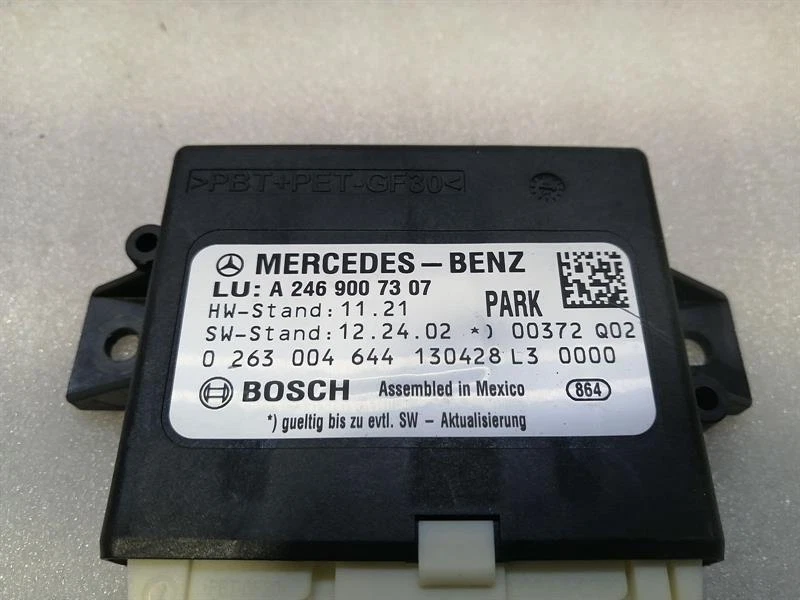 >PBT+PET-GF30<
MERCEDES-BENZ
LU: A 246 900 73 07
PARK
HW-Stand: 11.21
SW-Stand: 12.24.02 *) 00372 Q02
0 263 004 644 130428 L3 0000
BOSCH Assembled in Mexico 864
*) gueltig bis zu evtl. SW - Aktualisierung